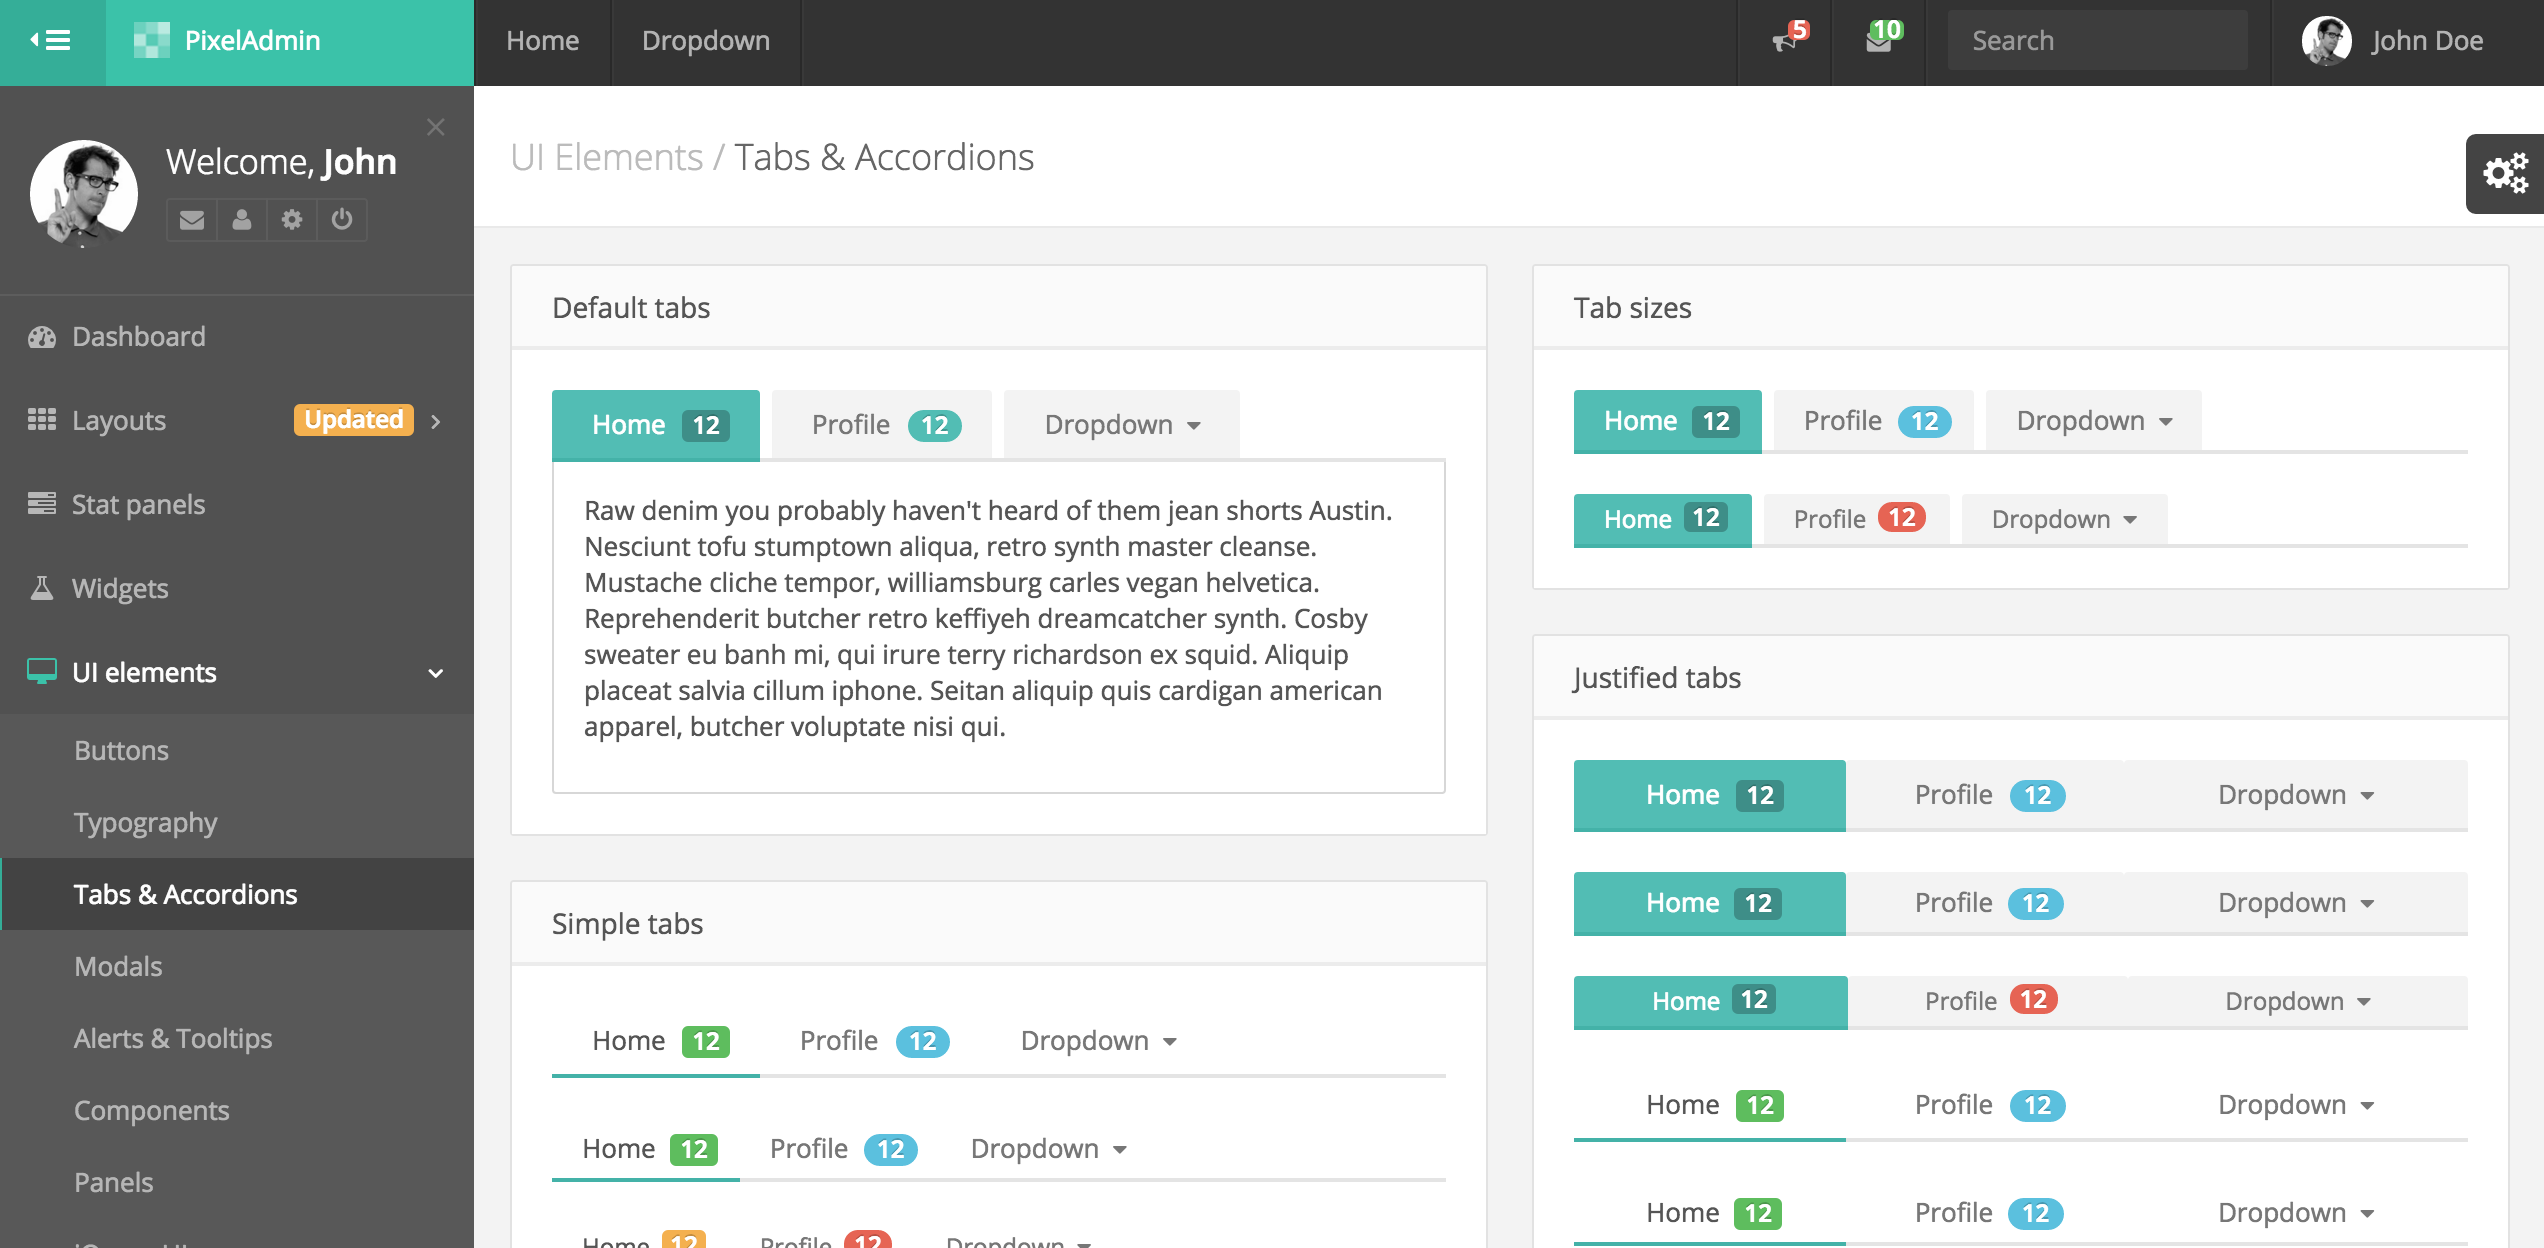 PixelAdmin
Home
Dropdown
5
10
Search
John Doe
Welcome, John
Dashboard
Layouts Updated
Stat panels
Widgets
UI elements
Buttons
Typography
Tabs & Accordions
Modals
Alerts & Tooltips
Components
Panels
UI Elements / Tabs & Accordions
Default tabs
Home 12 Profile 12 Dropdown
Raw denim you probably haven't heard of them jean shorts Austin.
Nesciunt tofu stumptown aliqua, retro synth master cleanse.
Mustache cliche tempor, williamsburg carles vegan helvetica.
Reprehenderit butcher retro keffiyeh dreamcatcher synth. Cosby
sweater eu banh mi, qui irure terry richardson ex squid. Aliquip
placeat salvia cillum iphone. Seitan aliquip quis cardigan american
apparel, butcher voluptate nisi qui.
Simple tabs
Home 12 Profile 12 Dropdown
Home 12 Profile 12 Dropdown
Home 12 Profile 12 Dropdown
Tab sizes
Home 12 Profile 12 Dropdown
Home 12 Profile 12 Dropdown
Justified tabs
Home 12 Profile 12 Dropdown
Home 12 Profile 12 Dropdown
Home 12 Profile 12 Dropdown
Home 12 Profile 12 Dropdown
Home 12 Profile 12 Dropdown